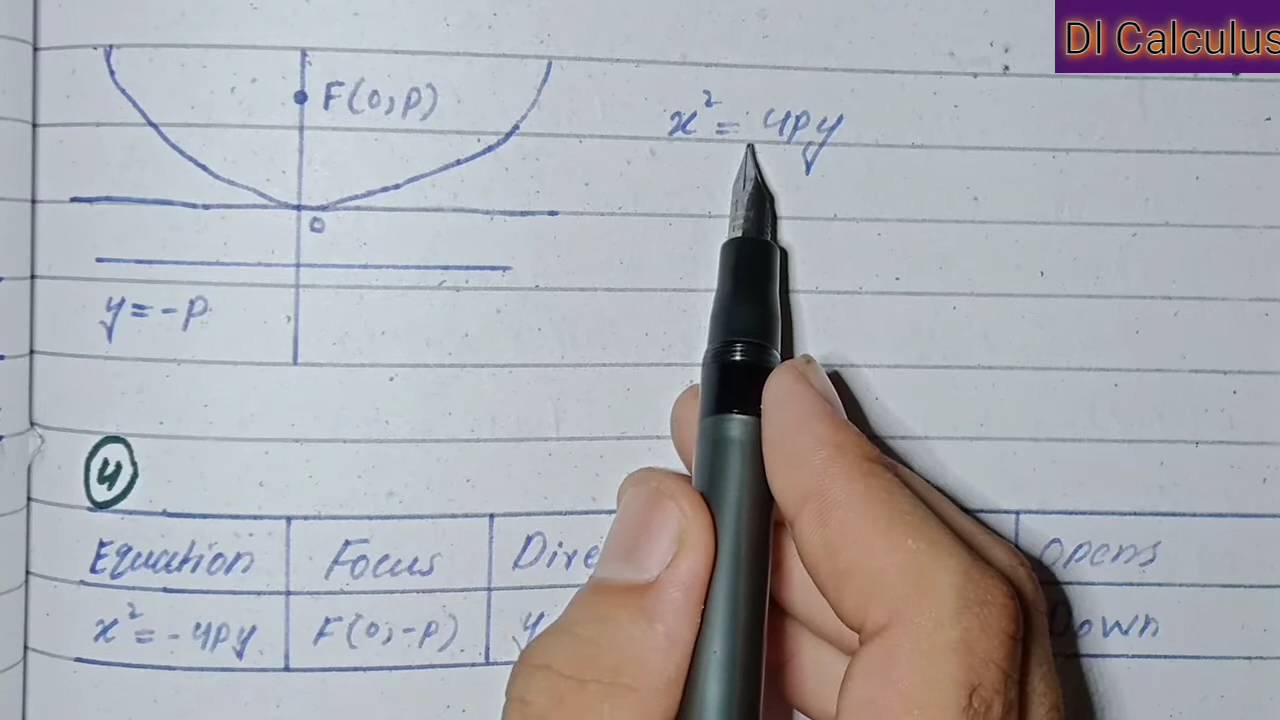 DI Calculus
F(0,P)
x² = 4py
0
y = -P
4
Equation Focus Dire Opens
x² = -4py F(0,-P) y Down